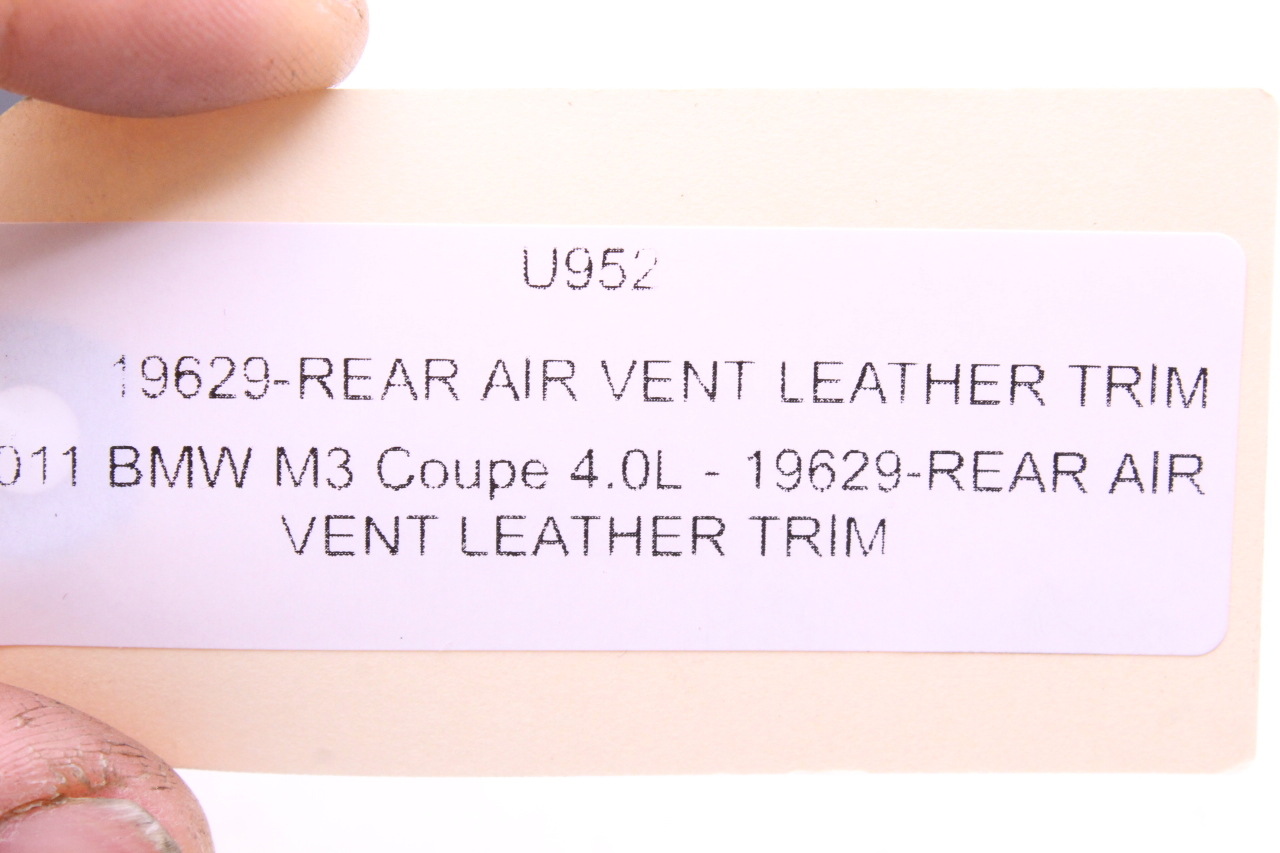 U952
19629-REAR AIR VENT LEATHER TRIM
011 BMW M3 Coupe 4.0L - 19629-REAR AIR
VENT LEATHER TRIM